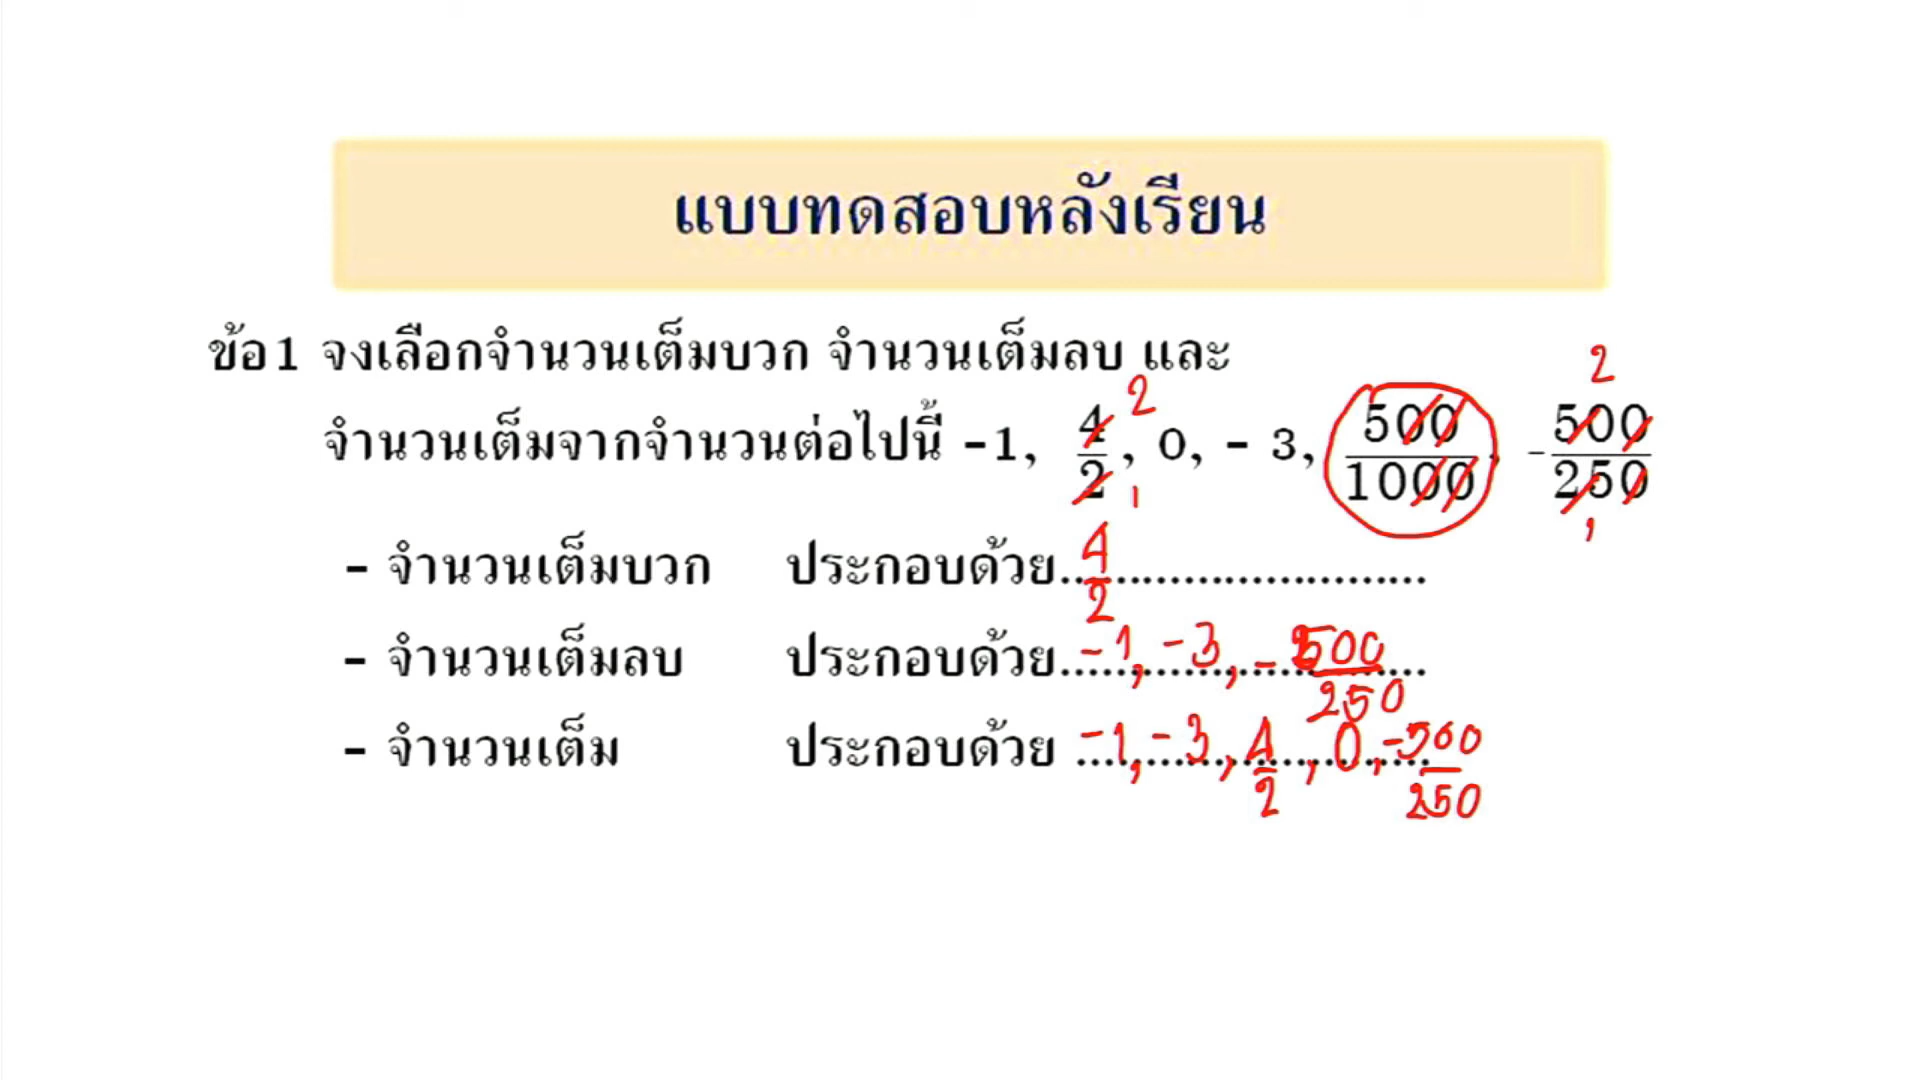 แบบทดสอบหลังเรียน
ข้อ1 จงเลือกจำนวนเต็มบวก จำนวนเต็มลบ และ
จำนวนเต็มจากจำนวนต่อไปนี้ -1, 4/2, 0, - 3, 500/1000, -500/250
2 1 2 1
- จำนวนเต็มบวก ประกอบด้วย..4/2.......................
- จำนวนเต็มลบ ประกอบด้วย...-1, -3, -500/250...
- จำนวนเต็ม ประกอบด้วย ...-1, -3, 4/2, 0, -500/250